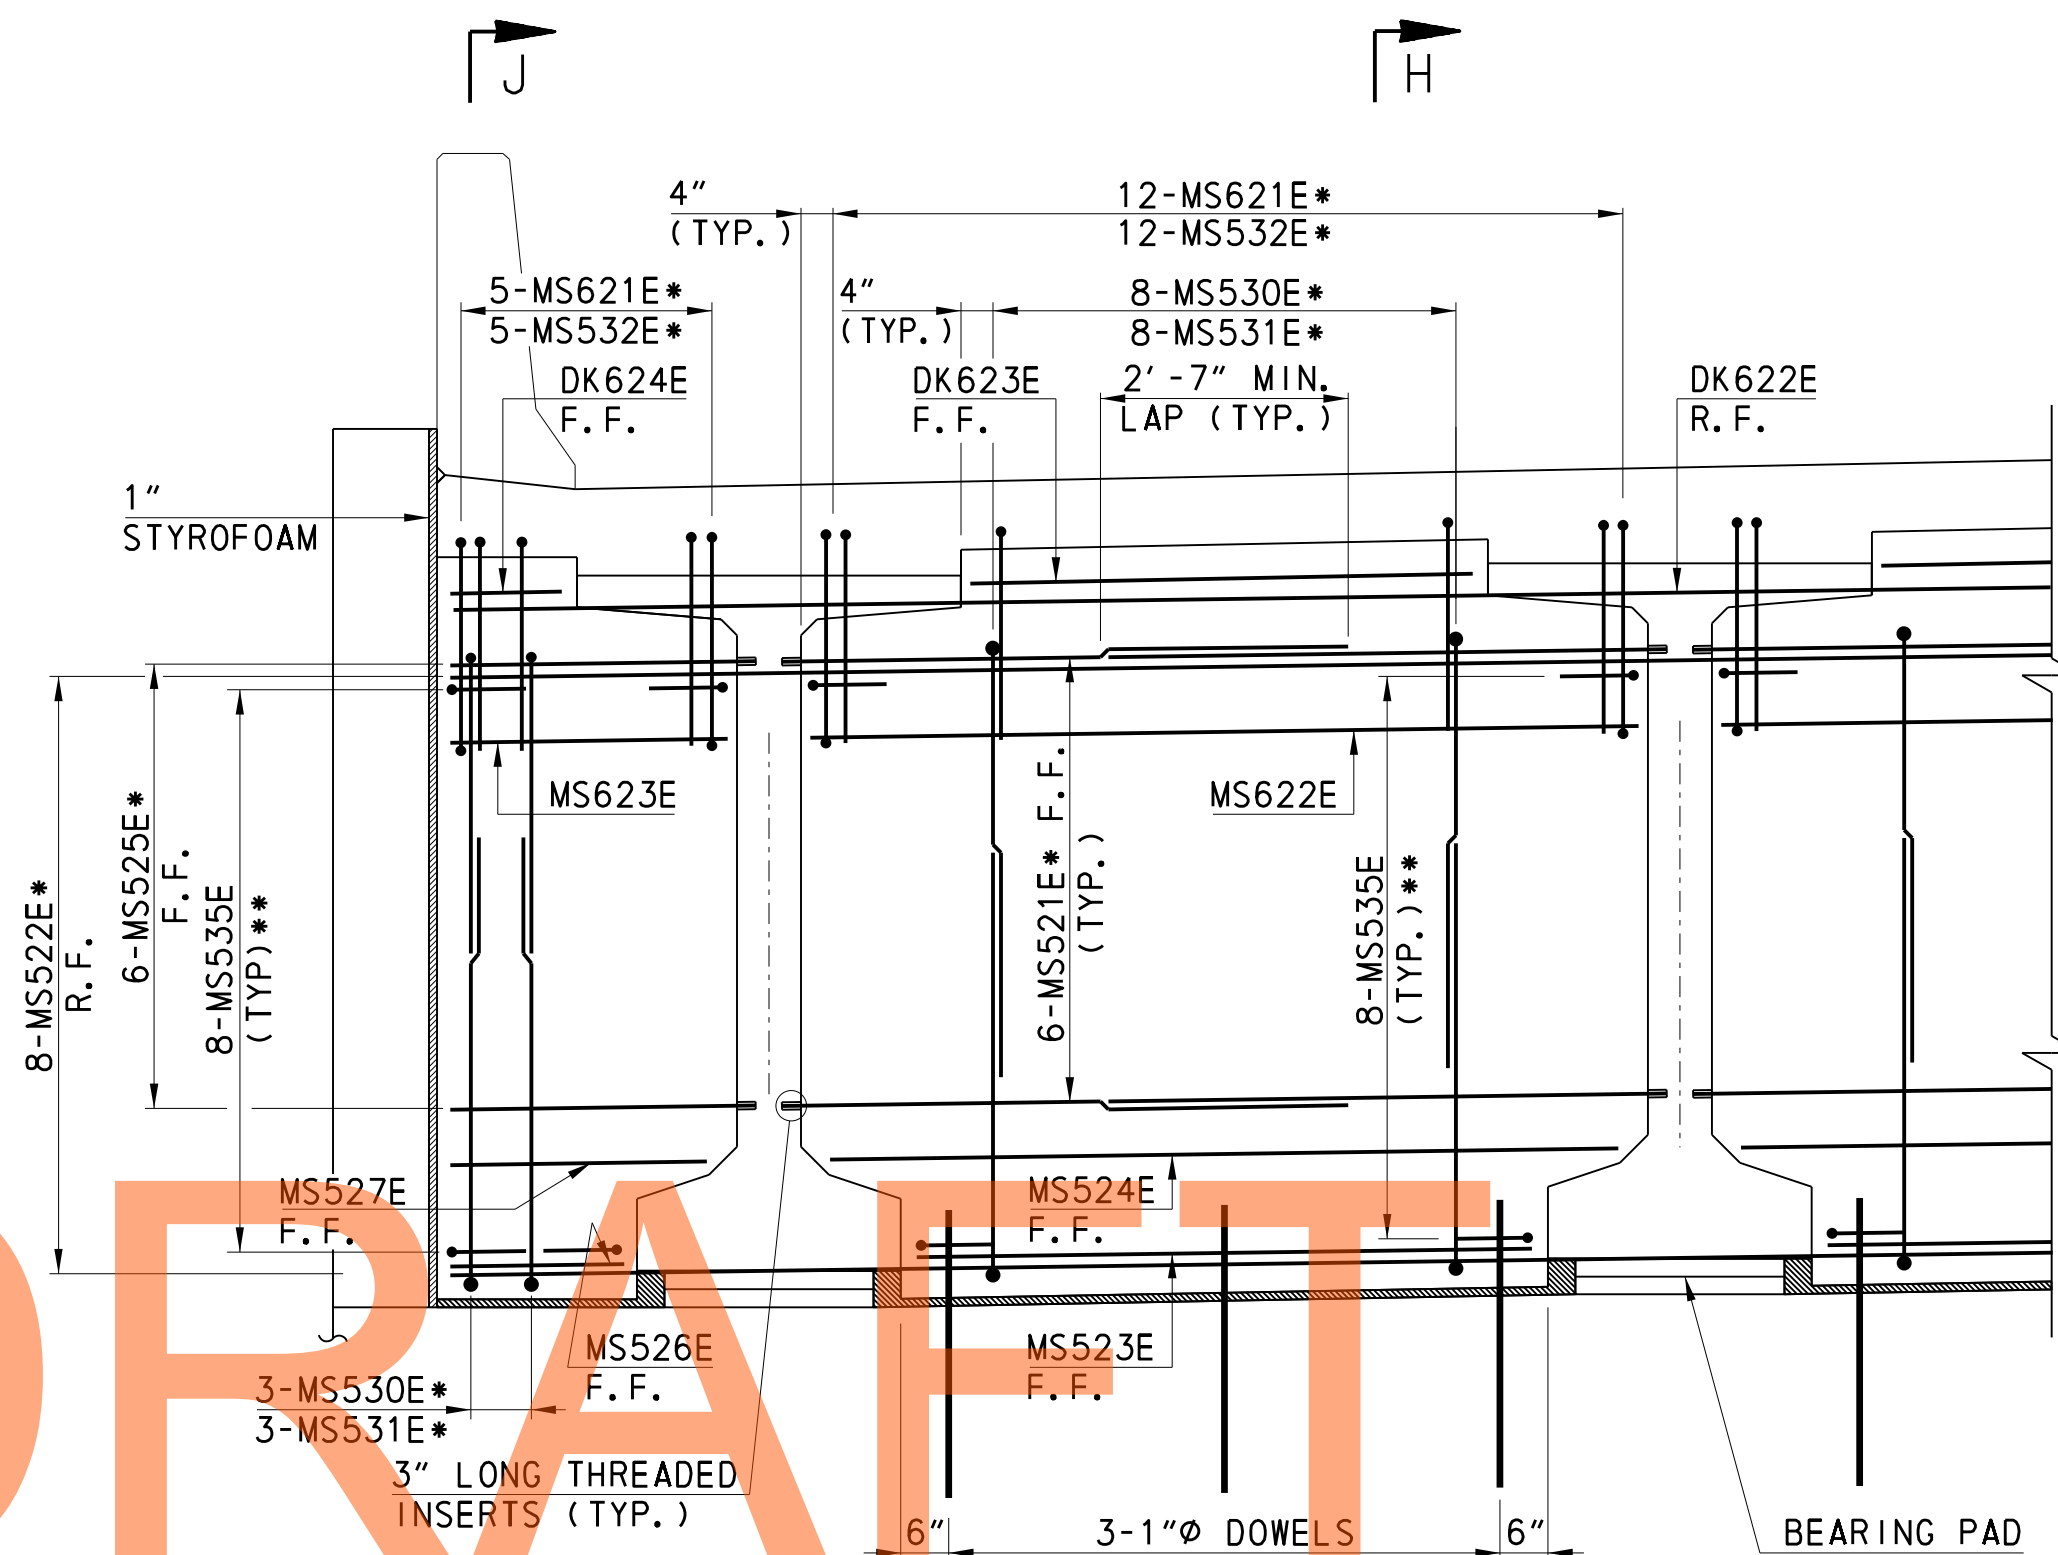 J
H
4"
(TYP.)
12-MS621E*
12-MS532E*
5-MS621E*
5-MS532E*
4"
(TYP.)
8-MS530E*
8-MS531E*
DK624E
F.F.
DK623E
F.F.
2'-7" MIN.
LAP (TYP.)
DK622E
R.F.
1"
STYROFOAM
MS623E
MS622E
8-MS522E*
R.F.
6-MS525E*
F.F.
8-MS535E
(TYP)**
6-MS521E* F.F.
(TYP.)
8-MS535E
(TYP.)**
MS527E
F.F.
MS524E
F.F.
MS526E
F.F.
MS523E
F.F.
3-MS530E*
3-MS531E*
3" LONG THREADED
INSERTS (TYP.)
6"
3-1"Ø DOWELS
6"
BEARING PAD
DRAFT